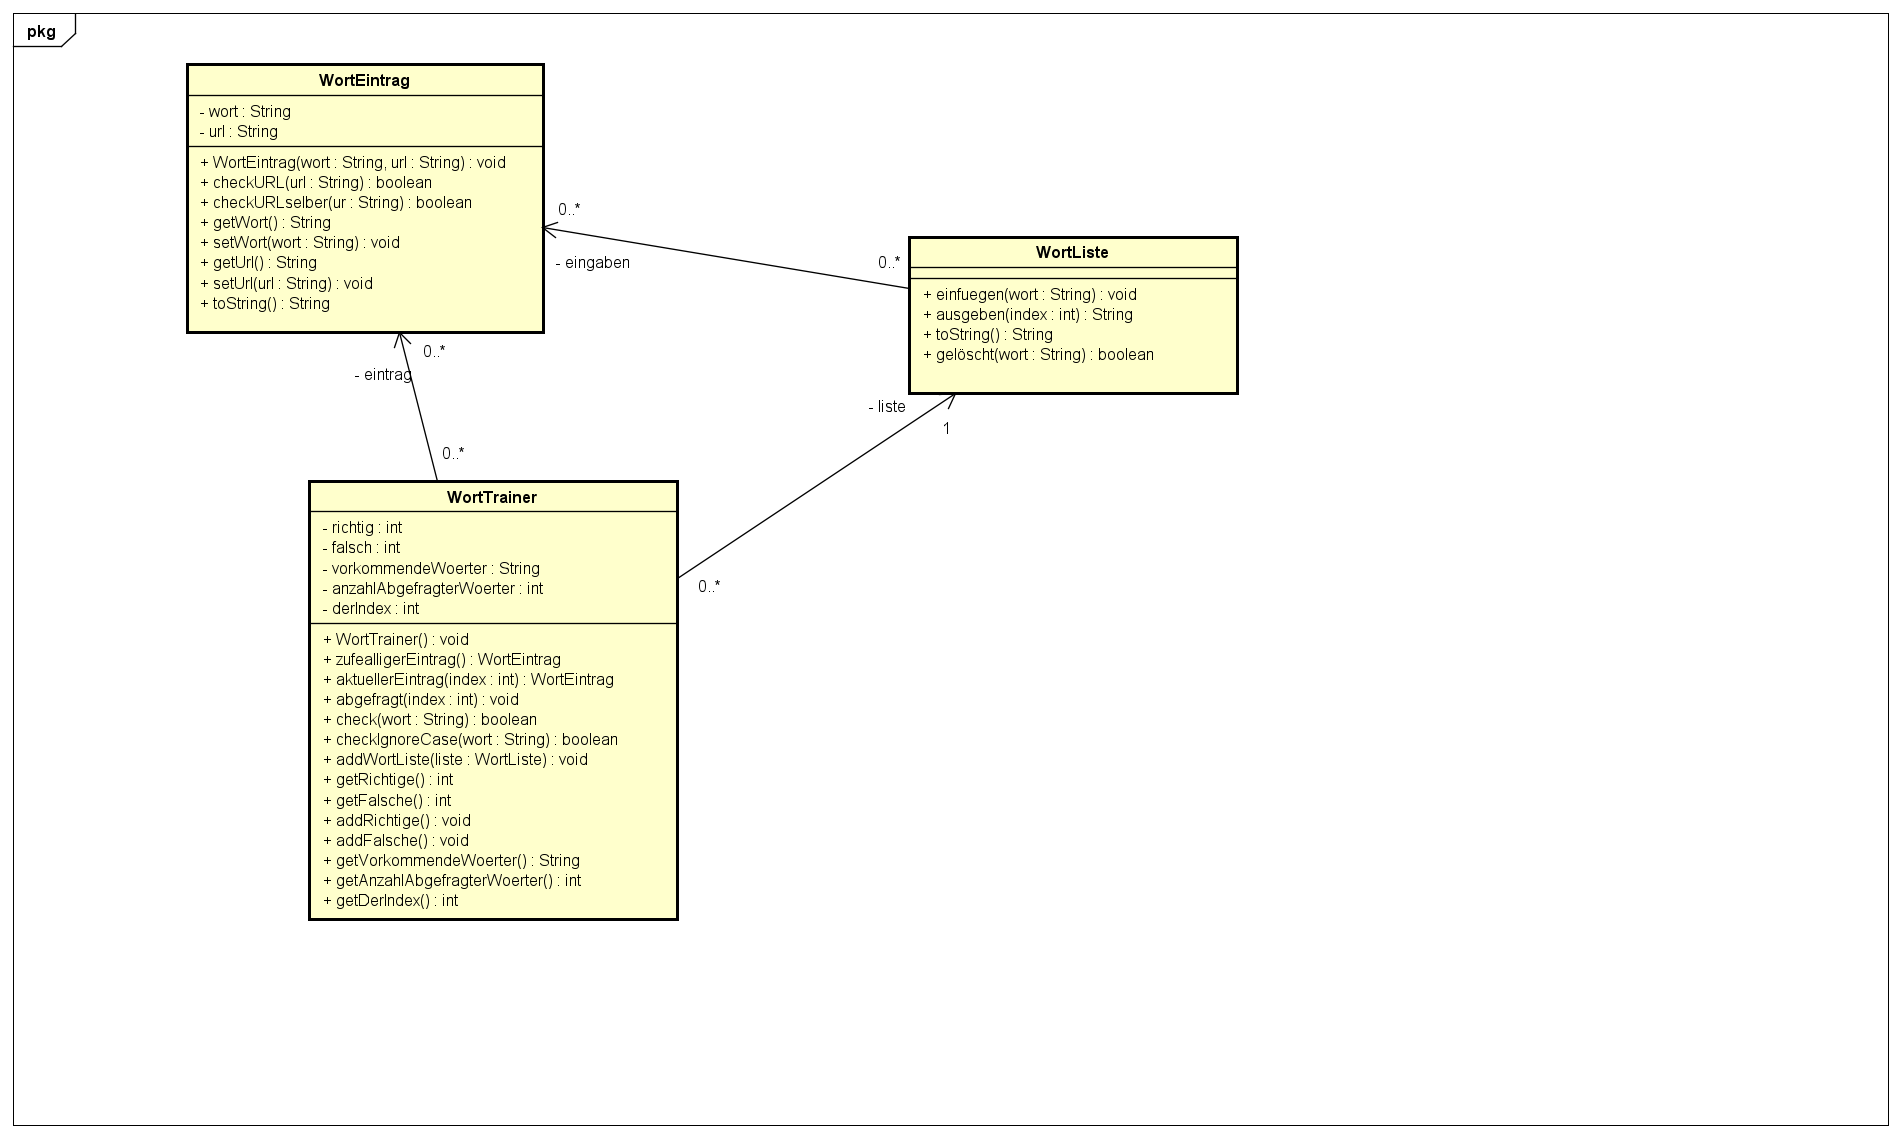 pkg
WortEintrag
- wort : String
- url : String
+ WortEintrag(wort : String, url : String) : void
+ checkURL(url : String) : boolean
+ checkURLselber(ur : String) : boolean
+ getWort() : String
+ setWort(wort : String) : void
+ getUrl() : String
+ setUrl(url : String) : void
+ toString() : String
0..*
- eingaben
0..*
WortListe
+ einfuegen(wort : String) : void
+ ausgeben(index : int) : String
+ toString() : String
+ gelöscht(wort : String) : boolean
0..*
- eintrag
0..*
- liste
1
0..*
WortTrainer
- richtig : int
- falsch : int
- vorkommendeWoerter : String
- anzahlAbgefragterWoerter : int
- derIndex : int
+ WortTrainer() : void
+ zufealligerEintrag() : WortEintrag
+ aktuellerEintrag(index : int) : WortEintrag
+ abgefragt(index : int) : void
+ check(wort : String) : boolean
+ checkIgnoreCase(wort : String) : boolean
+ addWortListe(liste : WortListe) : void
+ getRichtige() : int
+ getFalsche() : int
+ addRichtige() : void
+ addFalsche() : void
+ getVorkommendeWoerter() : String
+ getAnzahlAbgefragterWoerter() : int
+ getDerIndex() : int